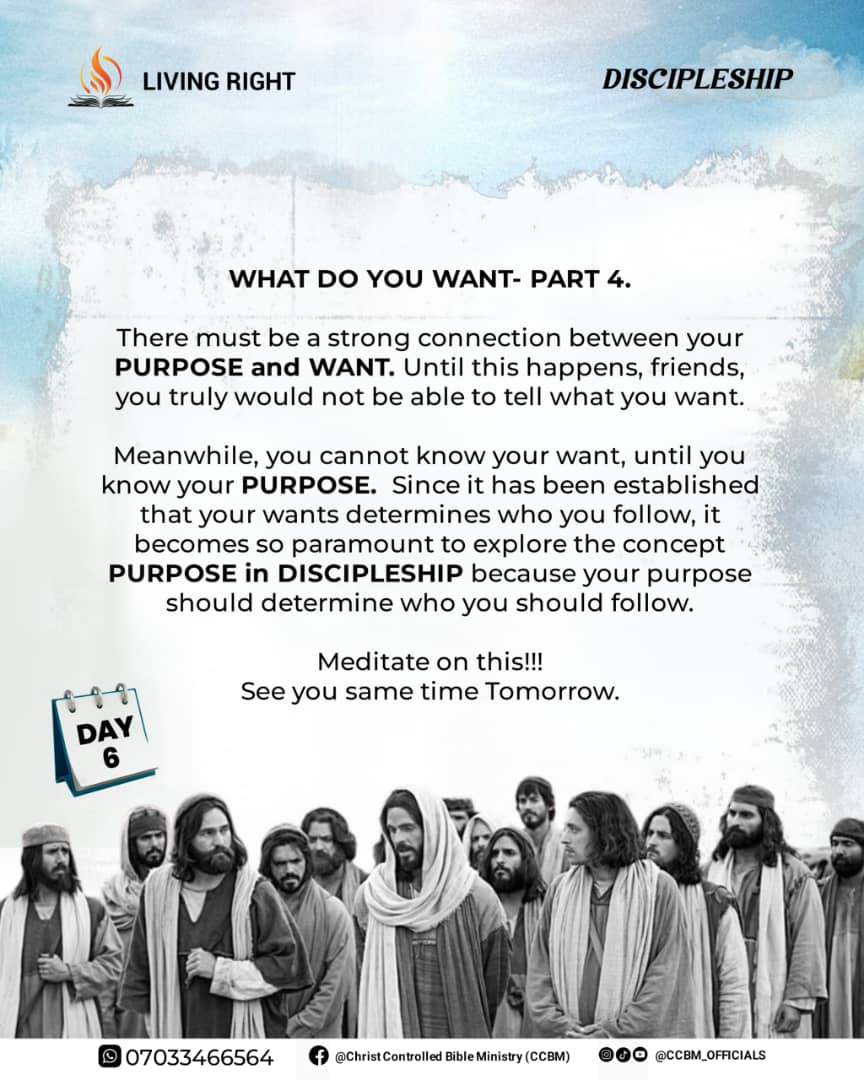 LIVING RIGHT
DISCIPLESHIP
WHAT DO YOU WANT- PART 4.
There must be a strong connection between your
PURPOSE and WANT. Until this happens, friends,
you truly would not be able to tell what you want.
Meanwhile, you cannot know your want, until you
know your PURPOSE. Since it has been established
that your wants determines who you follow, it
becomes so paramount to explore the concept
PURPOSE in DISCIPLESHIP because your purpose
should determine who you should follow.
Meditate on this!!!
See you same time Tomorrow.
DAY
6
07033466564
@Christ Controlled Bible Ministry (CCBM)
@CCBM_OFFICIALS